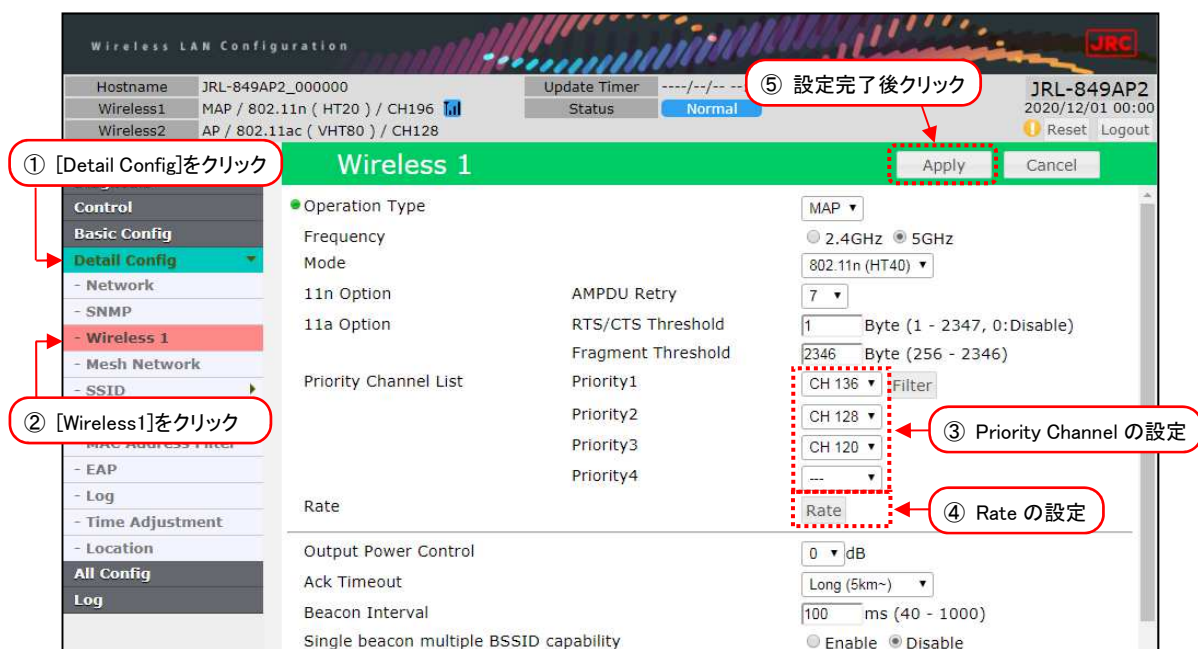 Wireless LAN Configuration
JRC
Hostname JRL-849AP2_000000 Update Timer ----/--/-- --
Wireless1 MAP / 802.11n ( HT20 ) / CH196 Status Normal
Wireless2 AP / 802.11ac ( VHT80 ) / CH128
JRL-849AP2
2020/12/01 00:00
Reset Logout
⑤ 設定完了後クリック
① [Detail Config]をクリック
Wireless 1 Apply Cancel
Control
Basic Config
Detail Config
- Network
- SNMP
- Wireless 1
- Mesh Network
- SSID
② [Wireless1]をクリック
- MAC Address Filter
- EAP
- Log
- Time Adjustment
- Location
All Config
Log
Operation Type MAP
Frequency 2.4GHz 5GHz
Mode 802.11n (HT40)
11n Option AMPDU Retry 7
11a Option RTS/CTS Threshold 1 Byte (1 - 2347, 0:Disable)
Fragment Threshold 2346 Byte (256 - 2346)
Priority Channel List Priority1 CH 136 Filter
Priority2 CH 128
Priority3 CH 120
Priority4 ---
③ Priority Channel の設定
Rate Rate
④ Rate の設定
Output Power Control 0 dB
Ack Timeout Long (5km~)
Beacon Interval 100 ms (40 - 1000)
Single beacon multiple BSSID capability Enable Disable